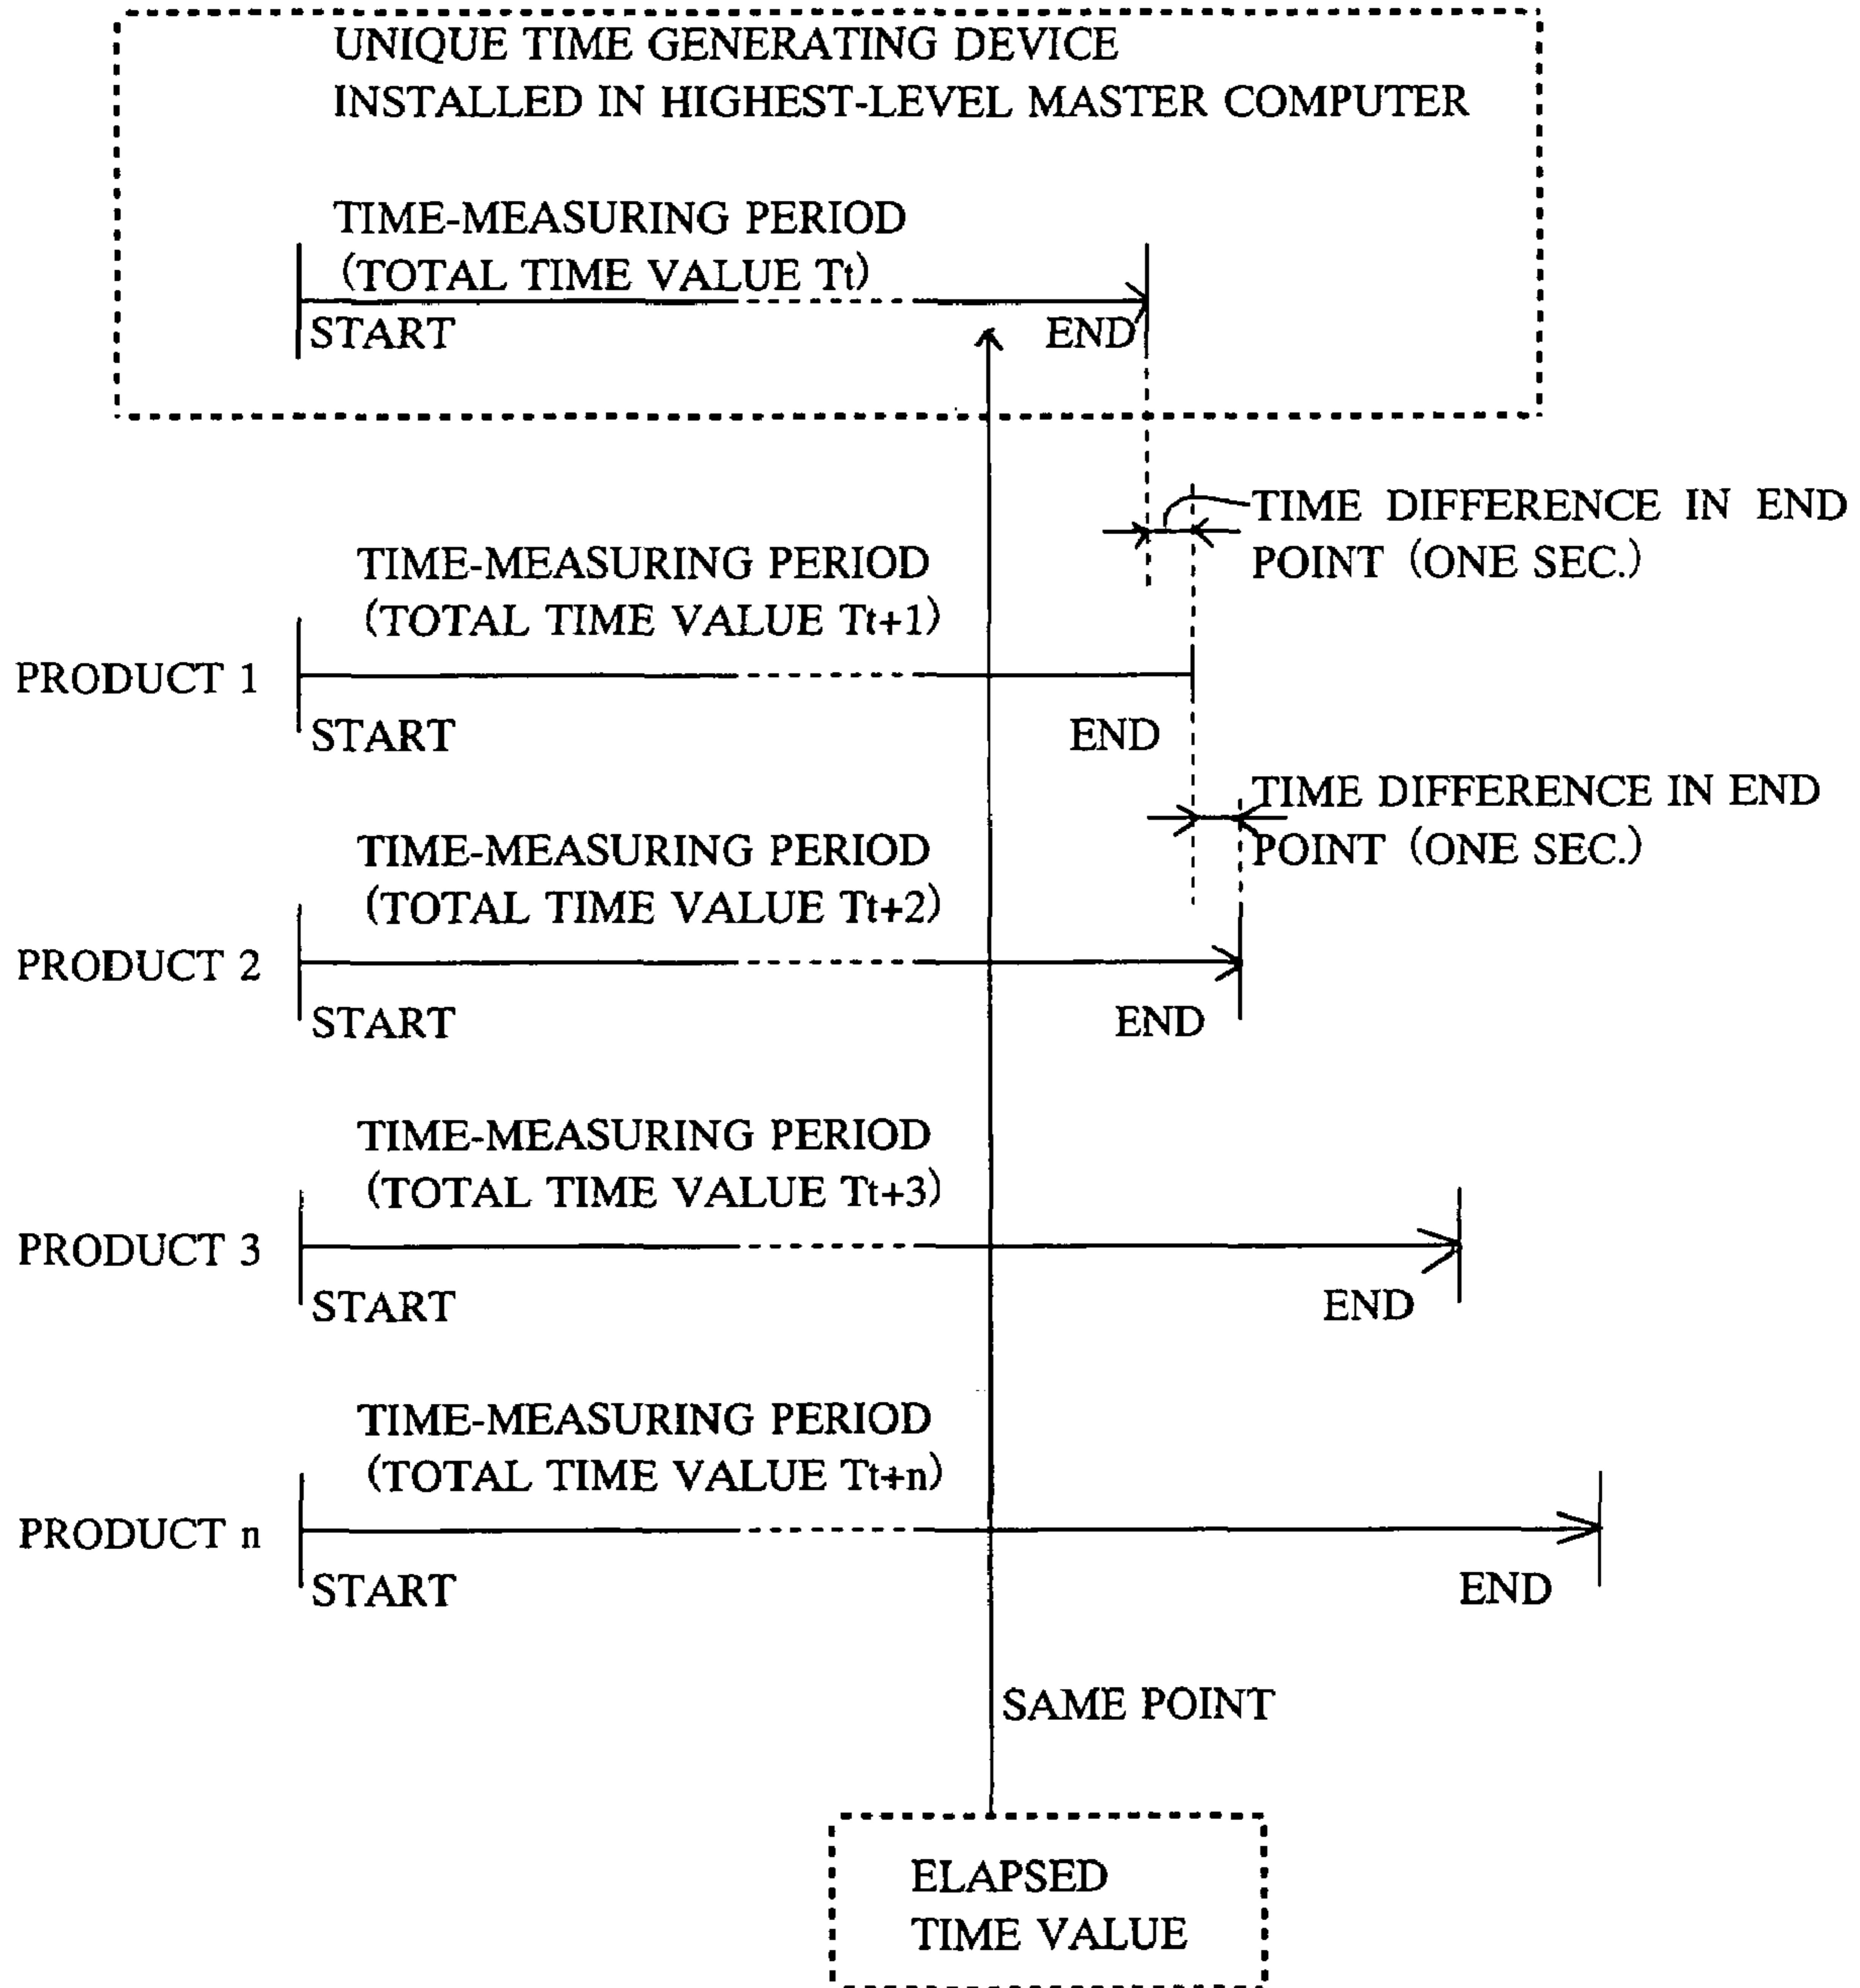 UNIQUE TIME GENERATING DEVICE
INSTALLED IN HIGHEST-LEVEL MASTER COMPUTER
TIME-MEASURING PERIOD
(TOTAL TIME VALUE Tt)
START
END
TIME DIFFERENCE IN END
POINT (ONE SEC.)
TIME-MEASURING PERIOD
(TOTAL TIME VALUE Tt+1)
PRODUCT 1
START
END
TIME DIFFERENCE IN END
POINT (ONE SEC.)
TIME-MEASURING PERIOD
(TOTAL TIME VALUE Tt+2)
PRODUCT 2
START
END
TIME-MEASURING PERIOD
(TOTAL TIME VALUE Tt+3)
PRODUCT 3
START
END
TIME-MEASURING PERIOD
(TOTAL TIME VALUE Tt+n)
PRODUCT n
START
END
SAME POINT
ELAPSED
TIME VALUE